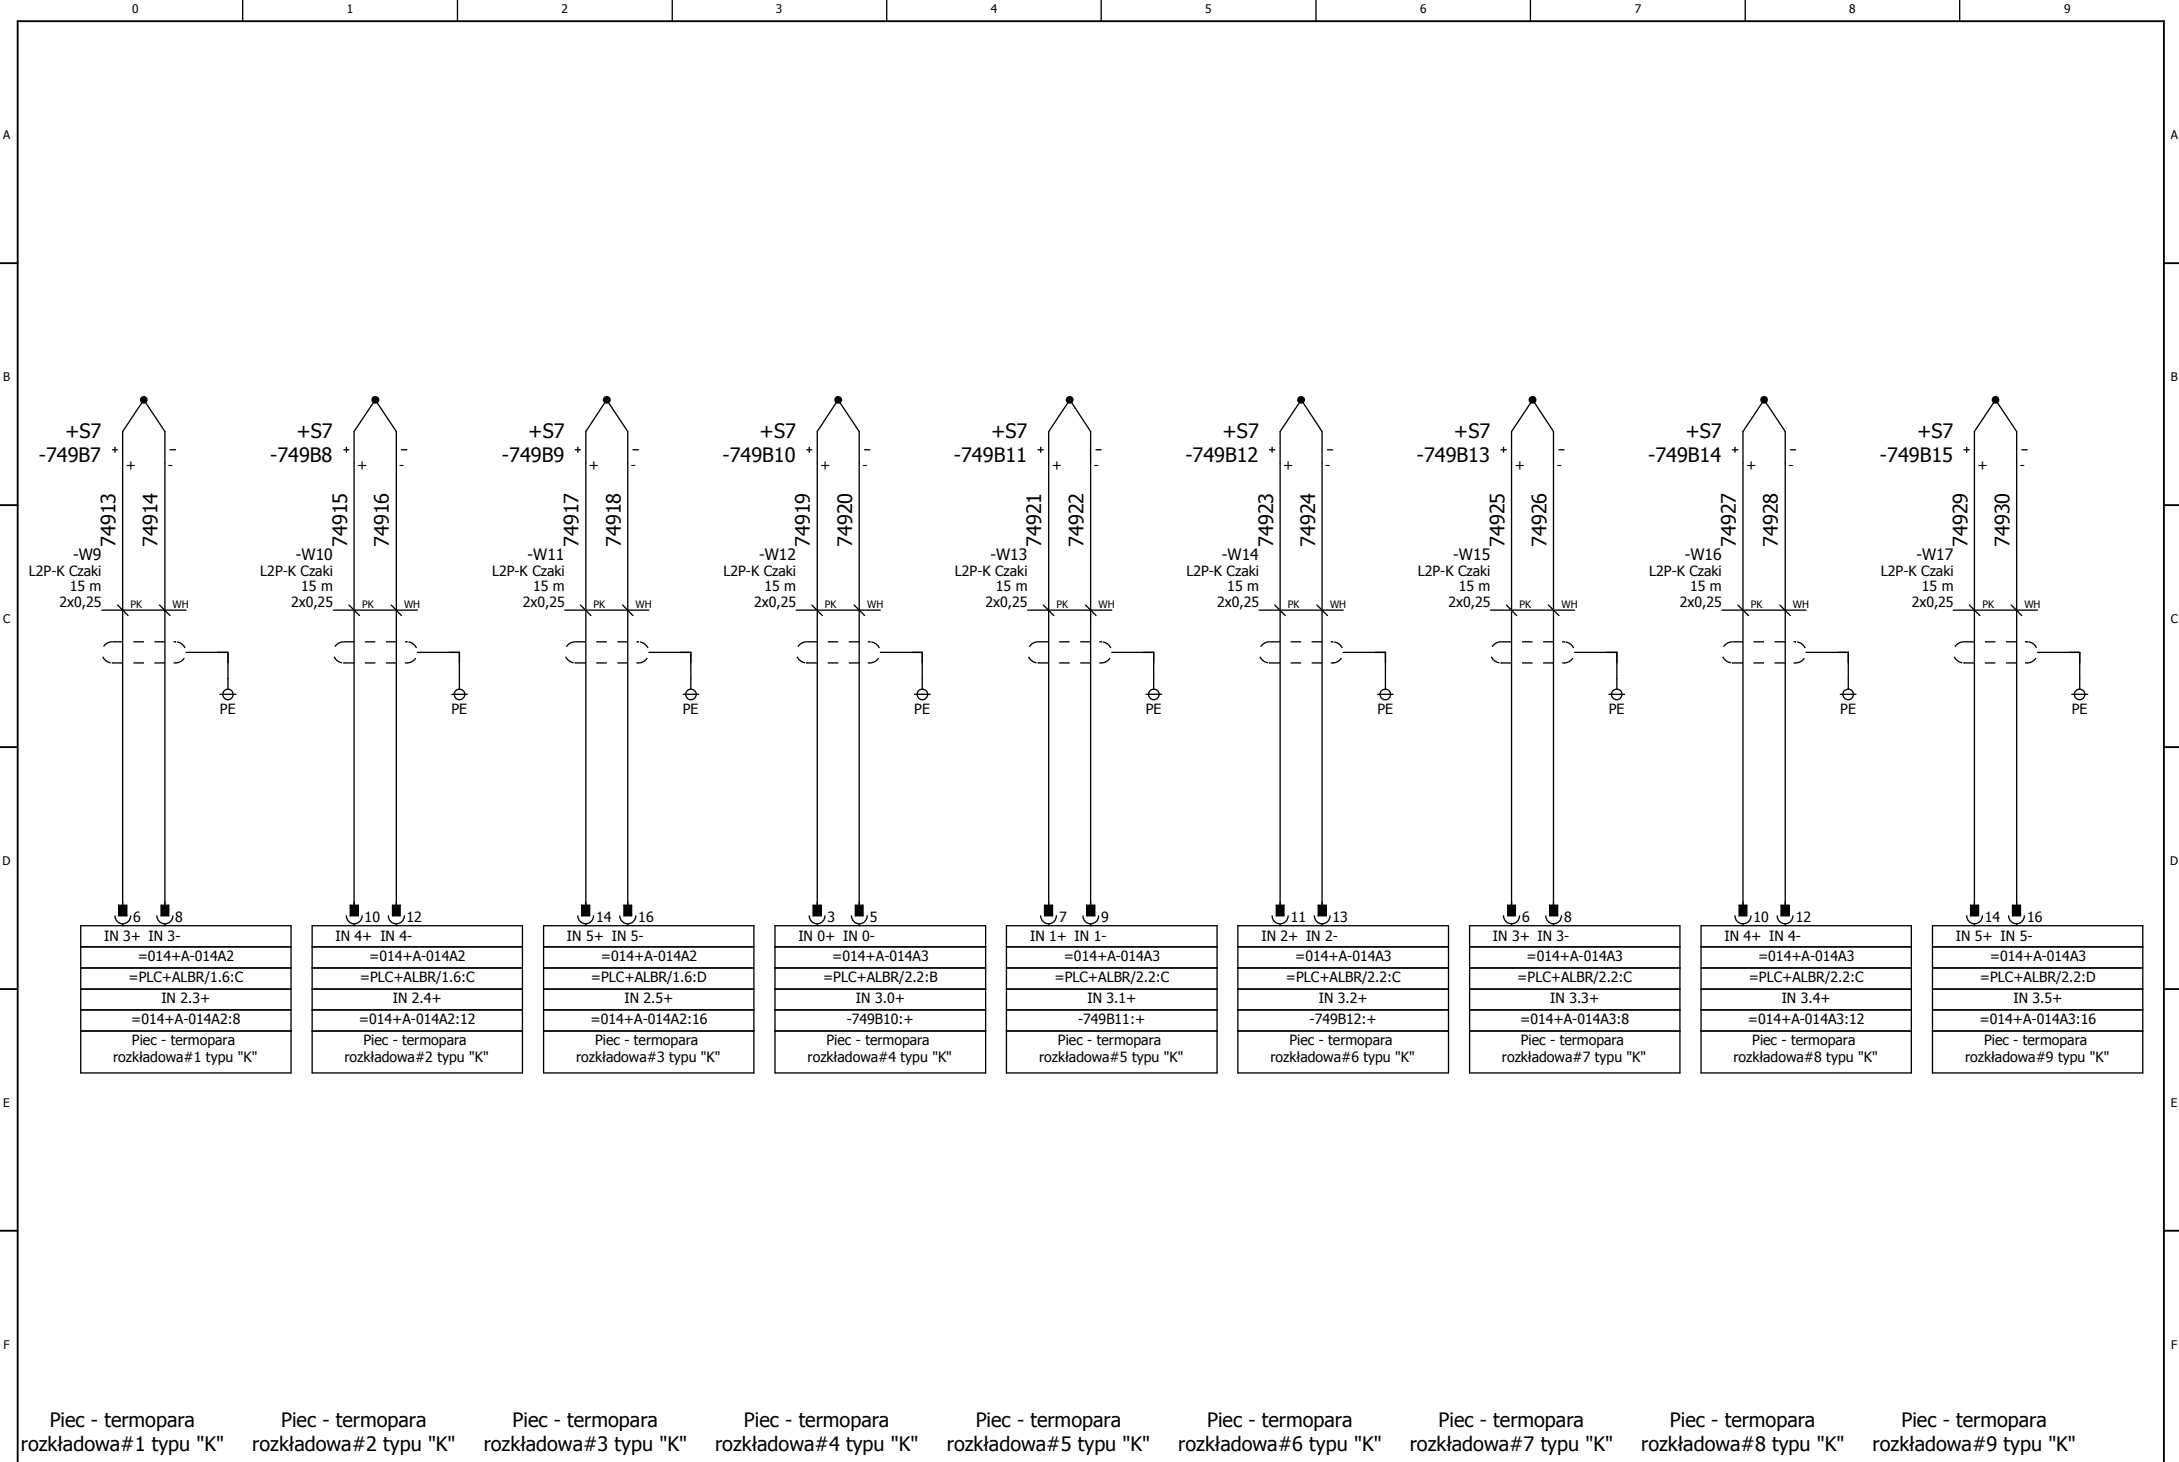 0 1 2 3 4 5 6 7 8 9
A A
B B
+S7 +S7 +S7 +S7 +S7 +S7 +S7 +S7 +S7
-749B7 + - -749B8 + - -749B9 + - -749B10 + - -749B11 + - -749B12 + - -749B13 + - -749B14 + - -749B15 + -
+ - + - + - + - + - + - + - + - + -
74913 74914 74915 74916 74917 74918 74919 74920 74921 74922 74923 74924 74925 74926 74927 74928 74929 74930
-W9 -W10 -W11 -W12 -W13 -W14 -W15 -W16 -W17
L2P-K Czaki L2P-K Czaki L2P-K Czaki L2P-K Czaki L2P-K Czaki L2P-K Czaki L2P-K Czaki L2P-K Czaki L2P-K Czaki
15 m 15 m 15 m 15 m 15 m 15 m 15 m 15 m 15 m
2x0,25 PK WH 2x0,25 PK WH 2x0,25 PK WH 2x0,25 PK WH 2x0,25 PK WH 2x0,25 PK WH 2x0,25 PK WH 2x0,25 PK WH 2x0,25 PK WH
C C
PE PE PE PE PE PE PE PE PE
D D
6 8 10 12 14 16 3 5 7 9 11 13 6 8 10 12 14 16
IN 3+ IN 3- IN 4+ IN 4- IN 5+ IN 5- IN 0+ IN 0- IN 1+ IN 1- IN 2+ IN 2- IN 3+ IN 3- IN 4+ IN 4- IN 5+ IN 5-
=014+A-014A2 =014+A-014A2 =014+A-014A2 =014+A-014A3 =014+A-014A3 =014+A-014A3 =014+A-014A3 =014+A-014A3 =014+A-014A3
=PLC+ALBR/1.6:C =PLC+ALBR/1.6:C =PLC+ALBR/1.6:D =PLC+ALBR/2.2:B =PLC+ALBR/2.2:C =PLC+ALBR/2.2:C =PLC+ALBR/2.2:C =PLC+ALBR/2.2:C =PLC+ALBR/2.2:D
IN 2.3+ IN 2.4+ IN 2.5+ IN 3.0+ IN 3.1+ IN 3.2+ IN 3.3+ IN 3.4+ IN 3.5+
=014+A-014A2:8 =014+A-014A2:12 =014+A-014A2:16 -749B10:+ -749B11:+ -749B12:+ =014+A-014A3:8 =014+A-014A3:12 =014+A-014A3:16
Piec - termopara Piec - termopara Piec - termopara Piec - termopara Piec - termopara Piec - termopara Piec - termopara Piec - termopara Piec - termopara
rozkładowa#1 typu "K" rozkładowa#2 typu "K" rozkładowa#3 typu "K" rozkładowa#4 typu "K" rozkładowa#5 typu "K" rozkładowa#6 typu "K" rozkładowa#7 typu "K" rozkładowa#8 typu "K" rozkładowa#9 typu "K"
E E
F F
Piec - termopara Piec - termopara Piec - termopara Piec - termopara Piec - termopara Piec - termopara Piec - termopara Piec - termopara Piec - termopara
rozkładowa#1 typu "K" rozkładowa#2 typu "K" rozkładowa#3 typu "K" rozkładowa#4 typu "K" rozkładowa#5 typu "K" rozkładowa#6 typu "K" rozkładowa#7 typu "K" rozkładowa#8 typu "K" rozkładowa#9 typu "K"